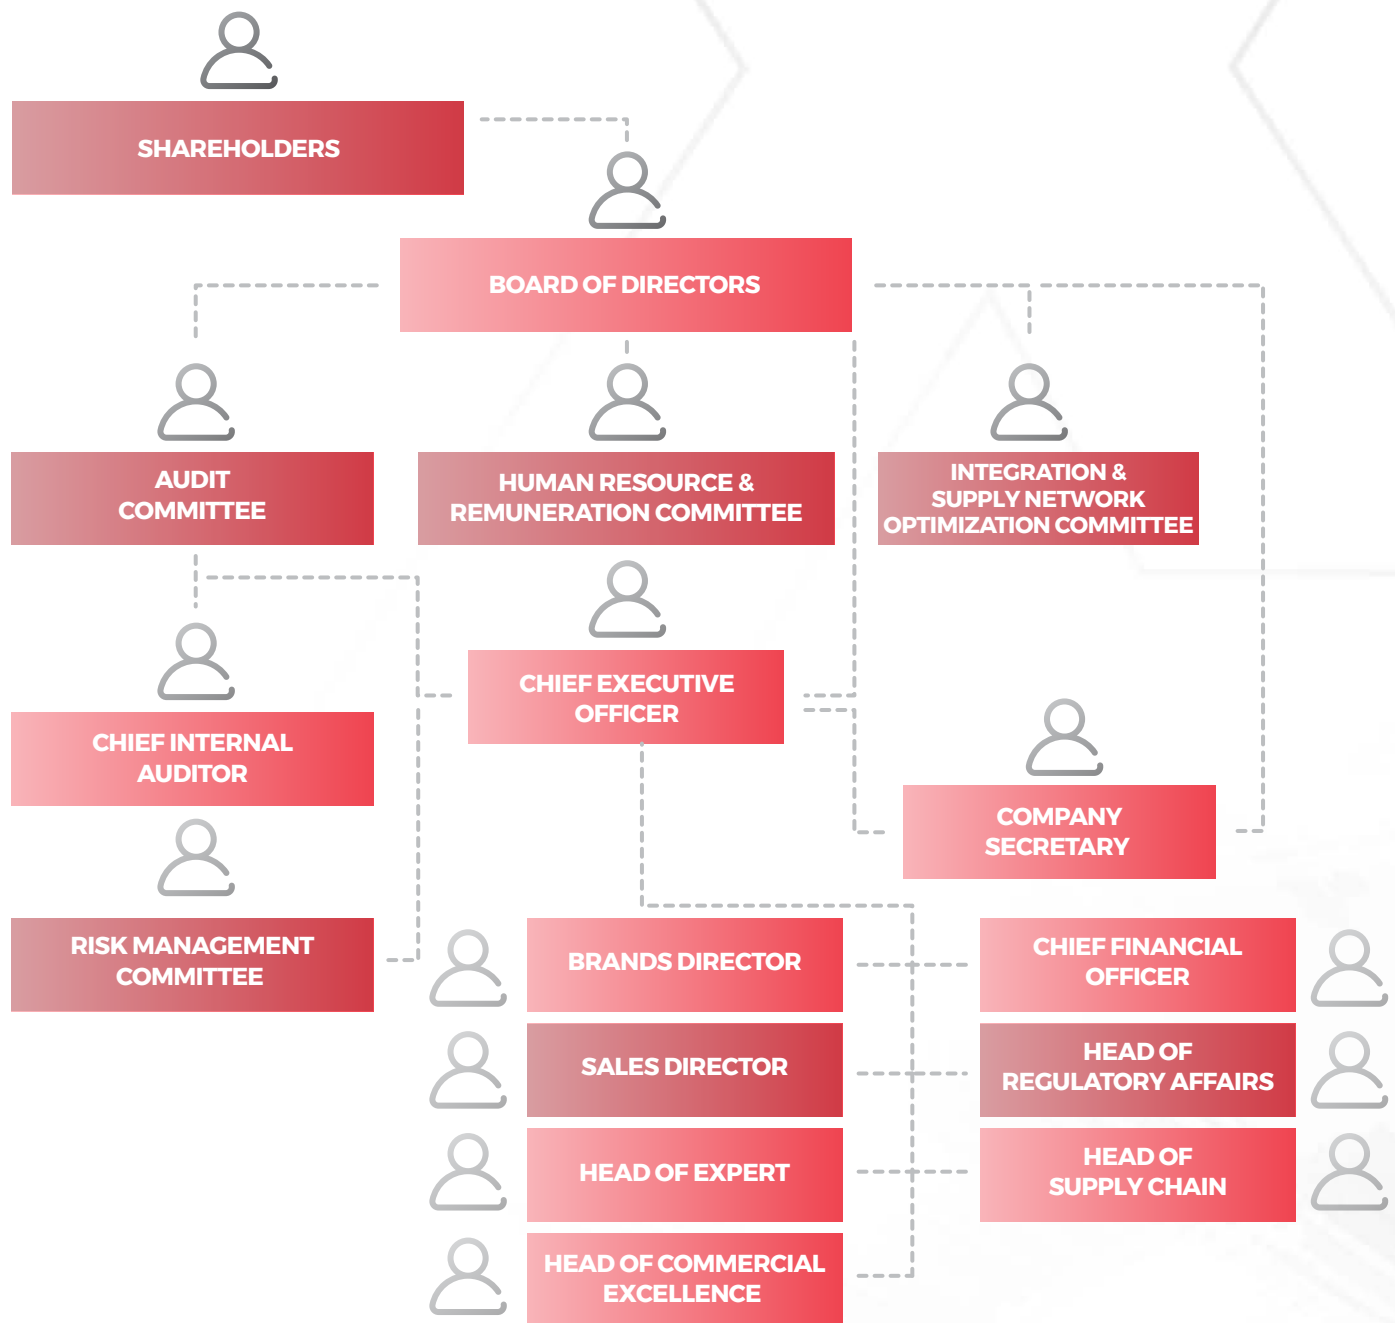 SHAREHOLDERS
BOARD OF DIRECTORS
AUDIT
COMMITTEE
HUMAN RESOURCE &
REMUNERATION COMMITTEE
INTEGRATION &
SUPPLY NETWORK
OPTIMIZATION COMMITTEE
CHIEF EXECUTIVE
OFFICER
CHIEF INTERNAL
AUDITOR
COMPANY
SECRETARY
RISK MANAGEMENT
COMMITTEE
BRANDS DIRECTOR
CHIEF FINANCIAL
OFFICER
SALES DIRECTOR
HEAD OF
REGULATORY AFFAIRS
HEAD OF EXPERT
HEAD OF
SUPPLY CHAIN
HEAD OF COMMERCIAL
EXCELLENCE